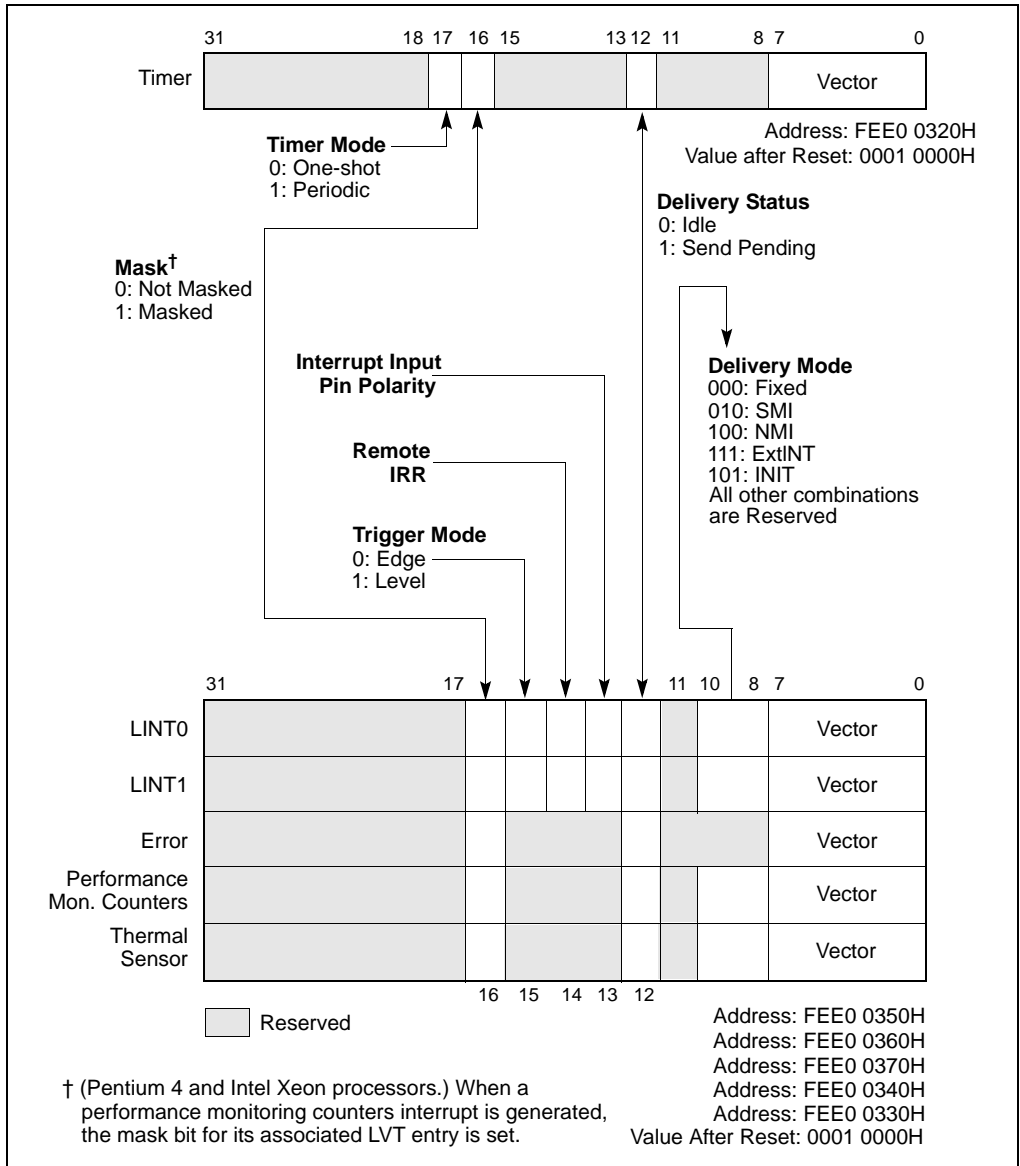 31 18 17 16 15 13 12 11 8 7 0
Timer
Vector
Address: FEE0 0320H
Value after Reset: 0001 0000H
Timer Mode
0: One-shot
1: Periodic
Delivery Status
0: Idle
1: Send Pending
Mask†
0: Not Masked
1: Masked
Interrupt Input
Pin Polarity
Delivery Mode
000: Fixed
010: SMI
100: NMI
111: ExtINT
101: INIT
All other combinations
are Reserved
Remote
IRR
Trigger Mode
0: Edge
1: Level
31 17 11 10 8 7 0
LINT0 Vector
LINT1 Vector
Error Vector
Performance
Mon. Counters Vector
Thermal
Sensor Vector
16 15 14 13 12
Reserved
Address: FEE0 0350H
Address: FEE0 0360H
Address: FEE0 0370H
Address: FEE0 0340H
Address: FEE0 0330H
Value After Reset: 0001 0000H
† (Pentium 4 and Intel Xeon processors.) When a
performance monitoring counters interrupt is generated,
the mask bit for its associated LVT entry is set.